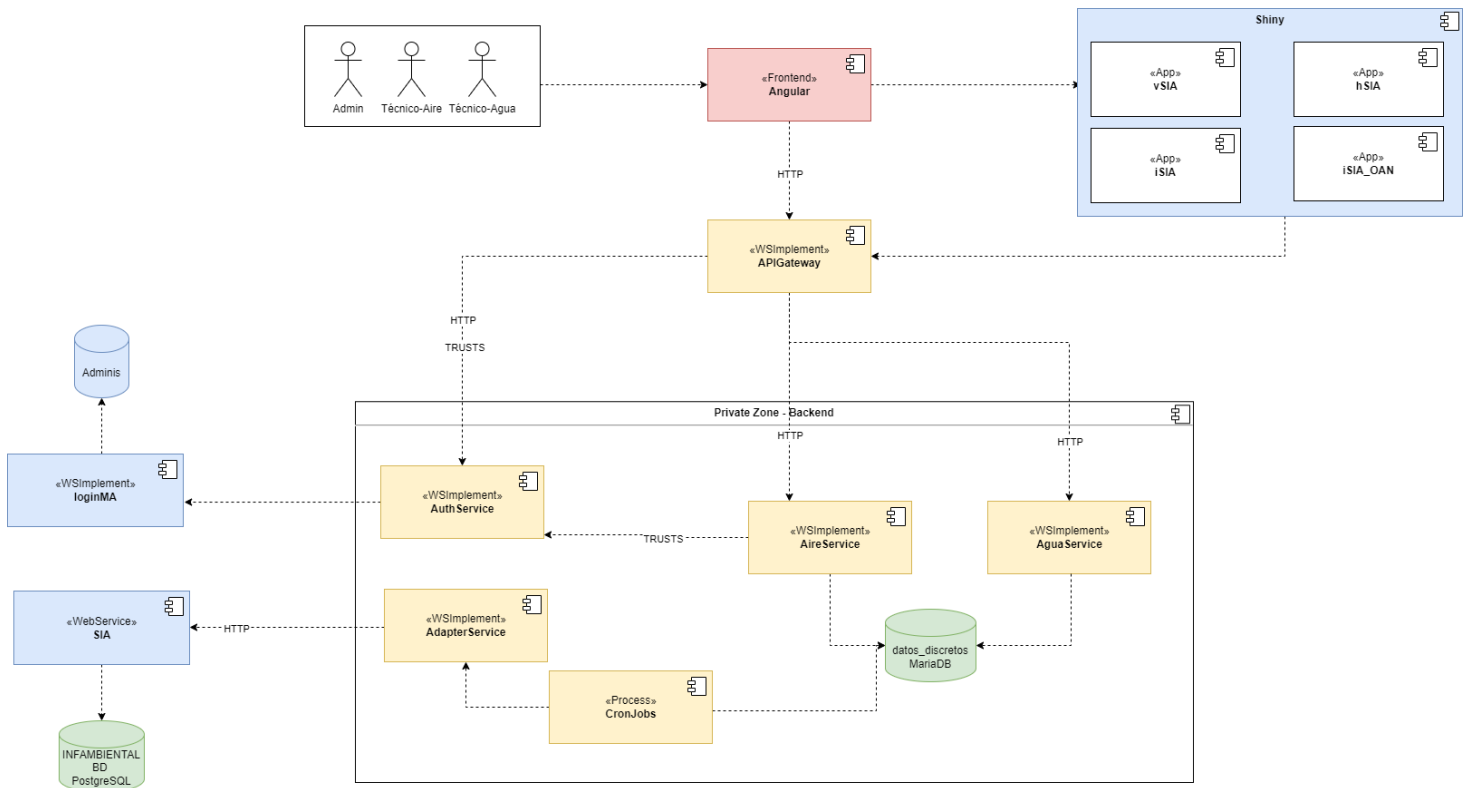 Shiny
«App»
vSIA
«App»
hSIA
«App»
iSIA
«App»
iSIA_OAN
Admin
Técnico-Aire
Técnico-Agua
«Frontend»
Angular
HTTP
«WSImplement»
APIGateway
HTTP
TRUSTS
Adminis
Private Zone - Backend
HTTP
HTTP
«WSImplement»
loginMA
«WSImplement»
AuthService
«WSImplement»
AireService
«WSImplement»
AguaService
TRUSTS
«WebService»
SIA
HTTP
«WSImplement»
AdapterService
datos_discretos
MariaDB
«Process»
CronJobs
INFAMBIENTAL
BD
PostgreSQL